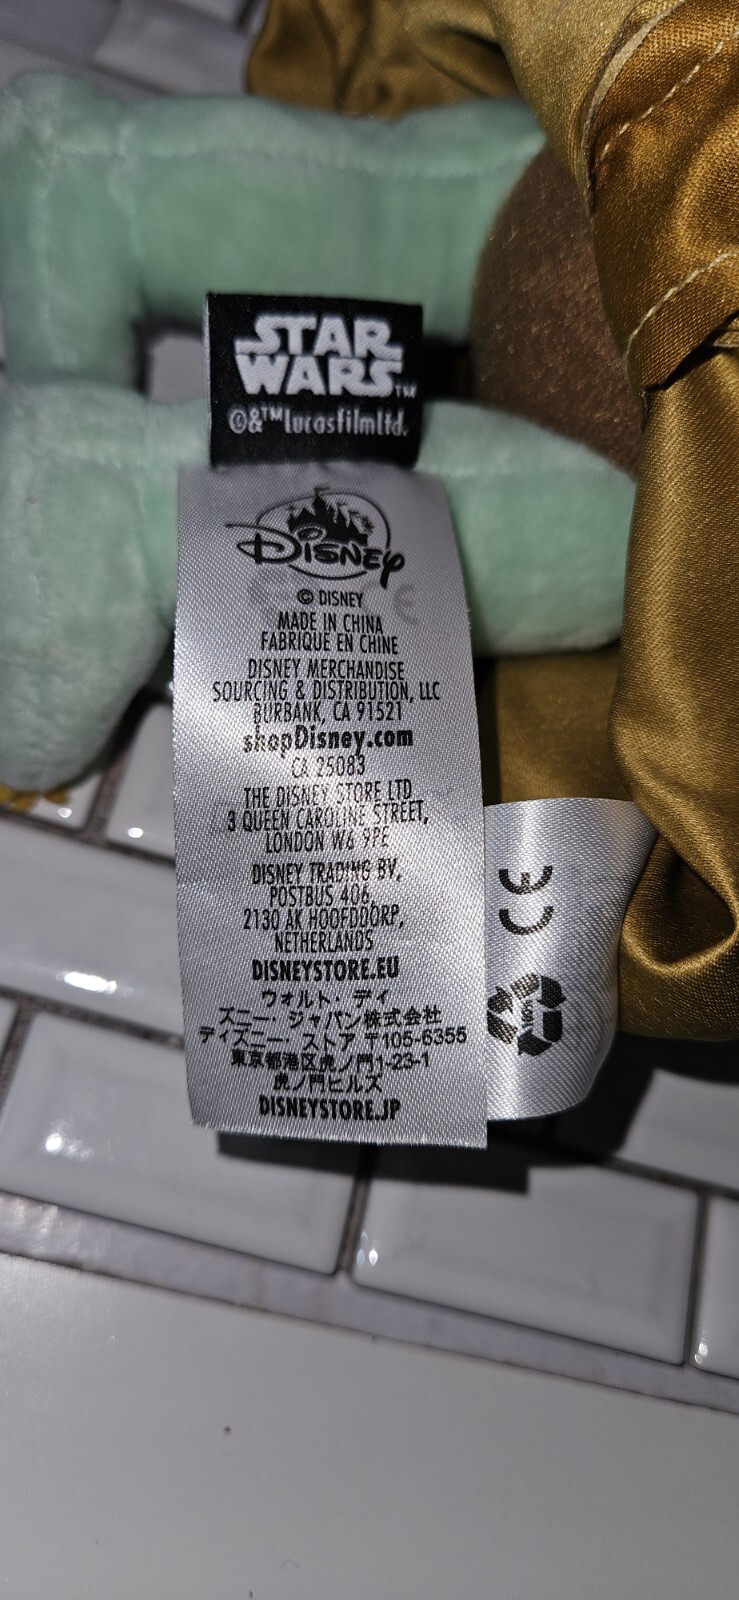 STAR
WARS™
©&™Lucasfilm Ltd.
DISNEY
© DISNEY
MADE IN CHINA
FABRIQUE EN CHINE
DISNEY MERCHANDISE
SOURCING & DISTRIBUTION, LLC
BURBANK, CA 91521
shopDisney.com
CA 25083
THE DISNEY STORE LTD
3 QUEEN CAROLINE STREET,
LONDON W6 9PE
DISNEY TRADING BV,
POSTBUS 406,
2130 AK HOOFDDORP,
NETHERLANDS
DISNEYSTORE.EU
ウォルト・ディ
ズニー・ジャパン株式会社
ディズニー・ストア 〒105-6355
東京都港区虎ノ門1-23-1
虎ノ門ヒルズ
DISNEYSTORE.JP
CE